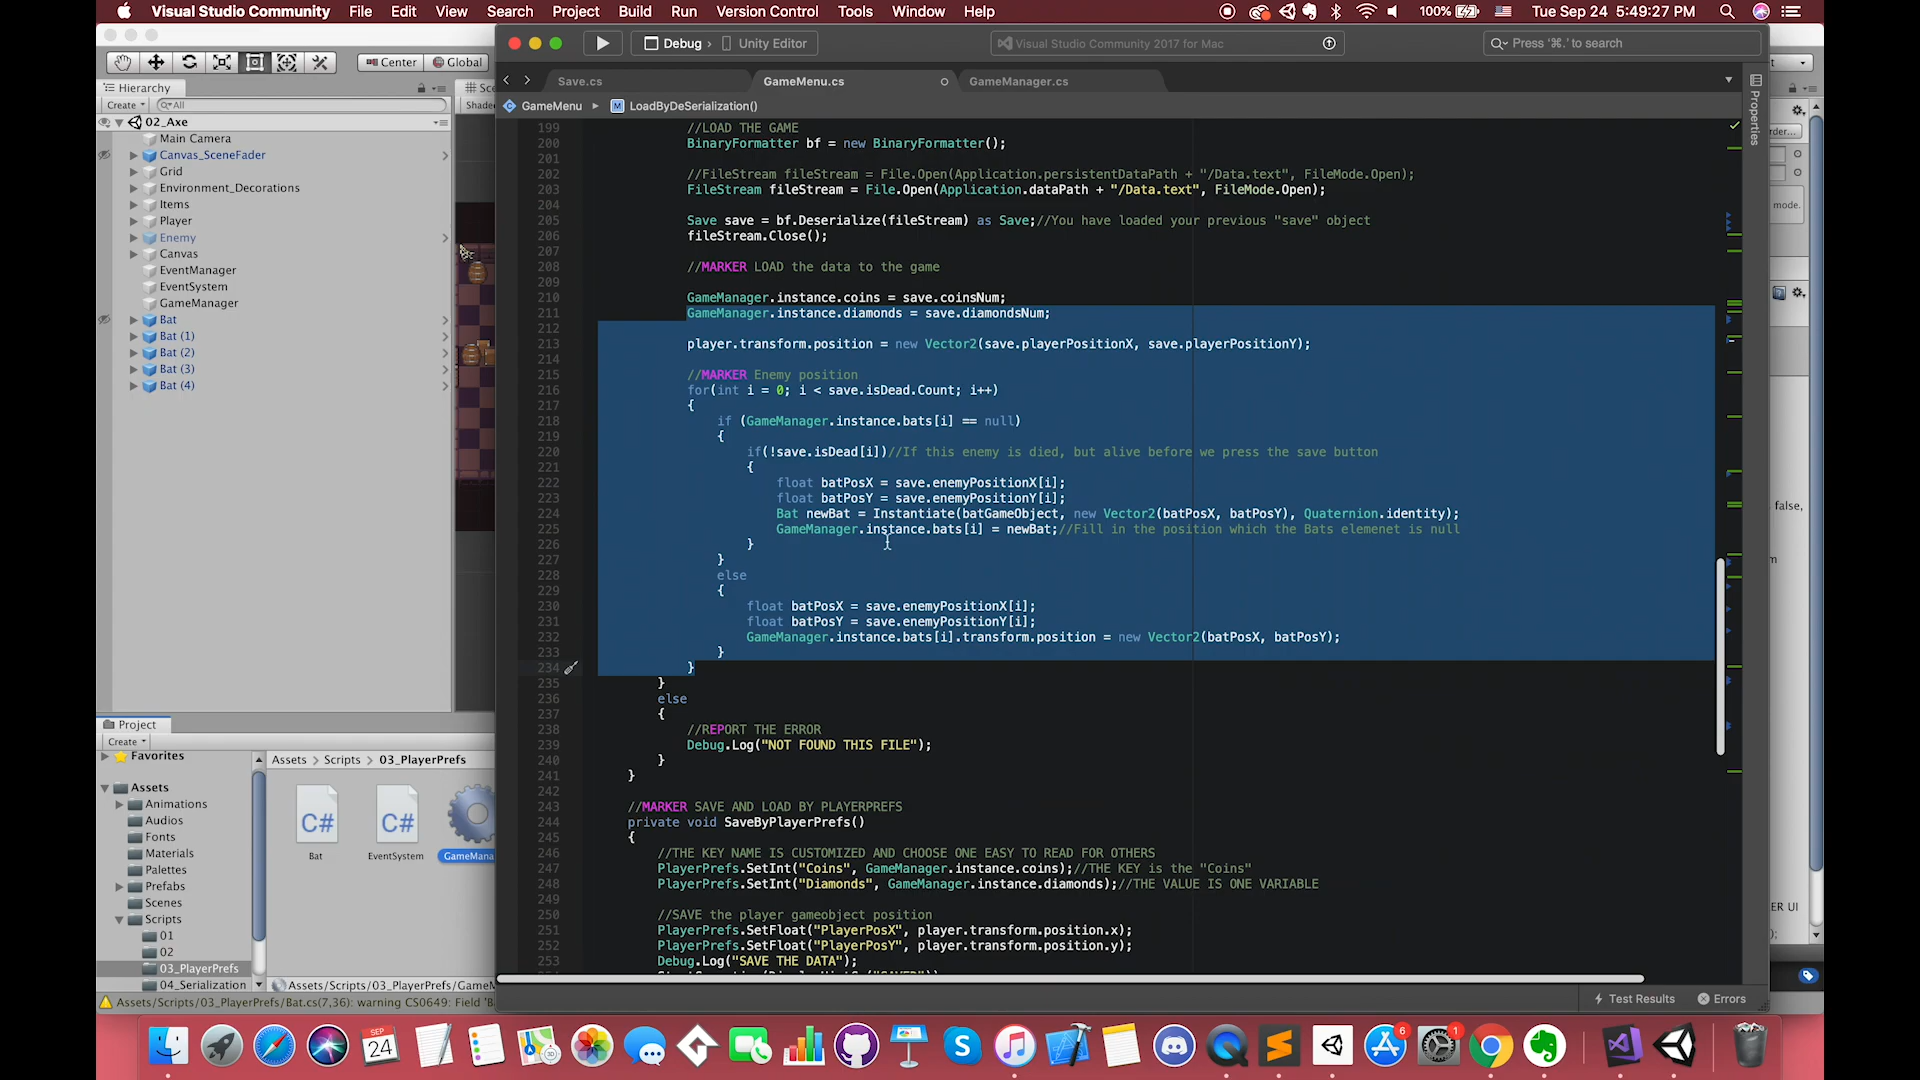 Visual Studio Community File Edit View Search Project Build Run Version Control Tools Window Help 100% Tue Sep 24 5:49:27 PM
Debug Unity Editor Visual Studio Community 2017 for Mac Press '⌘.' to search
Center Global
Hierarchy
Save.cs GameMenu.cs GameManager.cs
Create All
GameMenu LoadByDeSerialization()
02_Axe
Main Camera
Canvas_SceneFader
Grid
Environment_Decorations
Items
Player
Enemy
Canvas
EventManager
EventSystem
GameManager
Bat
Bat (1)
Bat (2)
Bat (3)
Bat (4)
Properties
199 //LOAD THE GAME
200 BinaryFormatter bf = new BinaryFormatter();
201
202 //FileStream fileStream = File.Open(Application.persistentDataPath + "/Data.text", FileMode.Open);
203 FileStream fileStream = File.Open(Application.dataPath + "/Data.text", FileMode.Open);
204
205 Save save = bf.Deserialize(fileStream) as Save;//You have loaded your previous "save" object
206 fileStream.Close();
207
208 //MARKER LOAD the data to the game
209
210 GameManager.instance.coins = save.coinsNum;
211 GameManager.instance.diamonds = save.diamondsNum;
212
213 player.transform.position = new Vector2(save.playerPositionX, save.playerPositionY);
214
215 //MARKER Enemy position
216 for(int i = 0; i < save.isDead.Count; i++)
217 {
218 if (GameManager.instance.bats[i] == null)
219 {
220 if(!save.isDead[i])//If this enemy is died, but alive before we press the save button
221 {
222 float batPosX = save.enemyPositionX[i];
223 float batPosY = save.enemyPositionY[i];
224 Bat newBat = Instantiate(batGameObject, new Vector2(batPosX, batPosY), Quaternion.identity);
225 GameManager.instance.bats[i] = newBat;//Fill in the position which the Bats elemenet is null
226 }
227 }
228 else
229 {
230 float batPosX = save.enemyPositionX[i];
231 float batPosY = save.enemyPositionY[i];
232 GameManager.instance.bats[i].transform.position = new Vector2(batPosX, batPosY);
233 }
234 }
235 }
236 else
237 {
238 //REPORT THE ERROR
239 Debug.Log("NOT FOUND THIS FILE");
240 }
241 }
242
243 //MARKER SAVE AND LOAD BY PLAYERPREFS
244 private void SaveByPlayerPrefs()
245 {
246 //THE KEY NAME IS CUSTOMIZED AND CHOOSE ONE EASY TO READ FOR OTHERS
247 PlayerPrefs.SetInt("Coins", GameManager.instance.coins);//THE KEY is the "Coins"
248 PlayerPrefs.SetInt("Diamonds", GameManager.instance.diamonds);//THE VALUE IS ONE VARIABLE
249
250 //SAVE the player gameobject position
251 PlayerPrefs.SetFloat("PlayerPosX", player.transform.position.x);
252 PlayerPrefs.SetFloat("PlayerPosY", player.transform.position.y);
253 Debug.Log("SAVE THE DATA");
mode.
false,
ER UI
Project
Create
Favorites
Assets
Animations
Audios
Fonts
Materials
Palettes
Prefabs
Scenes
Scripts
01
02
03_PlayerPrefs
04_Serialization
Assets > Scripts > 03_PlayerPrefs
C# C#
Bat EventSystem GameMana
Assets/Scripts/03_PlayerPrefs/GameM
Assets/Scripts/03_PlayerPrefs/Bat.cs(7,36): warning CS0649: Field 'B
Test Results Errors
SEP
24
6
1